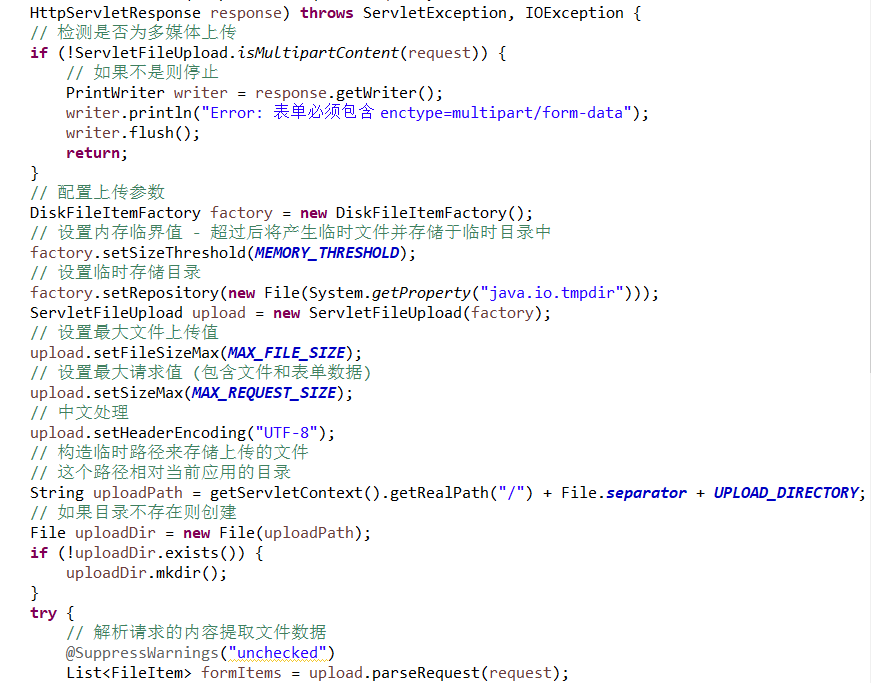 HttpServletResponse response) throws ServletException, IOException {
// 检测是否为多媒体上传
if (!ServletFileUpload.isMultipartContent(request)) {
// 如果不是则停止
PrintWriter writer = response.getWriter();
writer.println("Error: 表单必须包含 enctype=multipart/form-data");
writer.flush();
return;
}
// 配置上传参数
DiskFileItemFactory factory = new DiskFileItemFactory();
// 设置内存临界值 - 超过后将产生临时文件并存储于临时目录中
factory.setSizeThreshold(MEMORY_THRESHOLD);
// 设置临时存储目录
factory.setRepository(new File(System.getProperty("java.io.tmpdir")));
ServletFileUpload upload = new ServletFileUpload(factory);
// 设置最大文件上传值
upload.setFileSizeMax(MAX_FILE_SIZE);
// 设置最大请求值 (包含文件和表单数据)
upload.setSizeMax(MAX_REQUEST_SIZE);
// 中文处理
upload.setHeaderEncoding("UTF-8");
// 构造临时路径来存储上传的文件
// 这个路径相对当前应用的目录
String uploadPath = getServletContext().getRealPath("/") + File.separator + UPLOAD_DIRECTORY;
// 如果目录不存在则创建
File uploadDir = new File(uploadPath);
if (!uploadDir.exists()) {
uploadDir.mkdir();
}
try {
// 解析请求的内容提取文件数据
@SuppressWarnings("unchecked")
List<FileItem> formItems = upload.parseRequest(request);